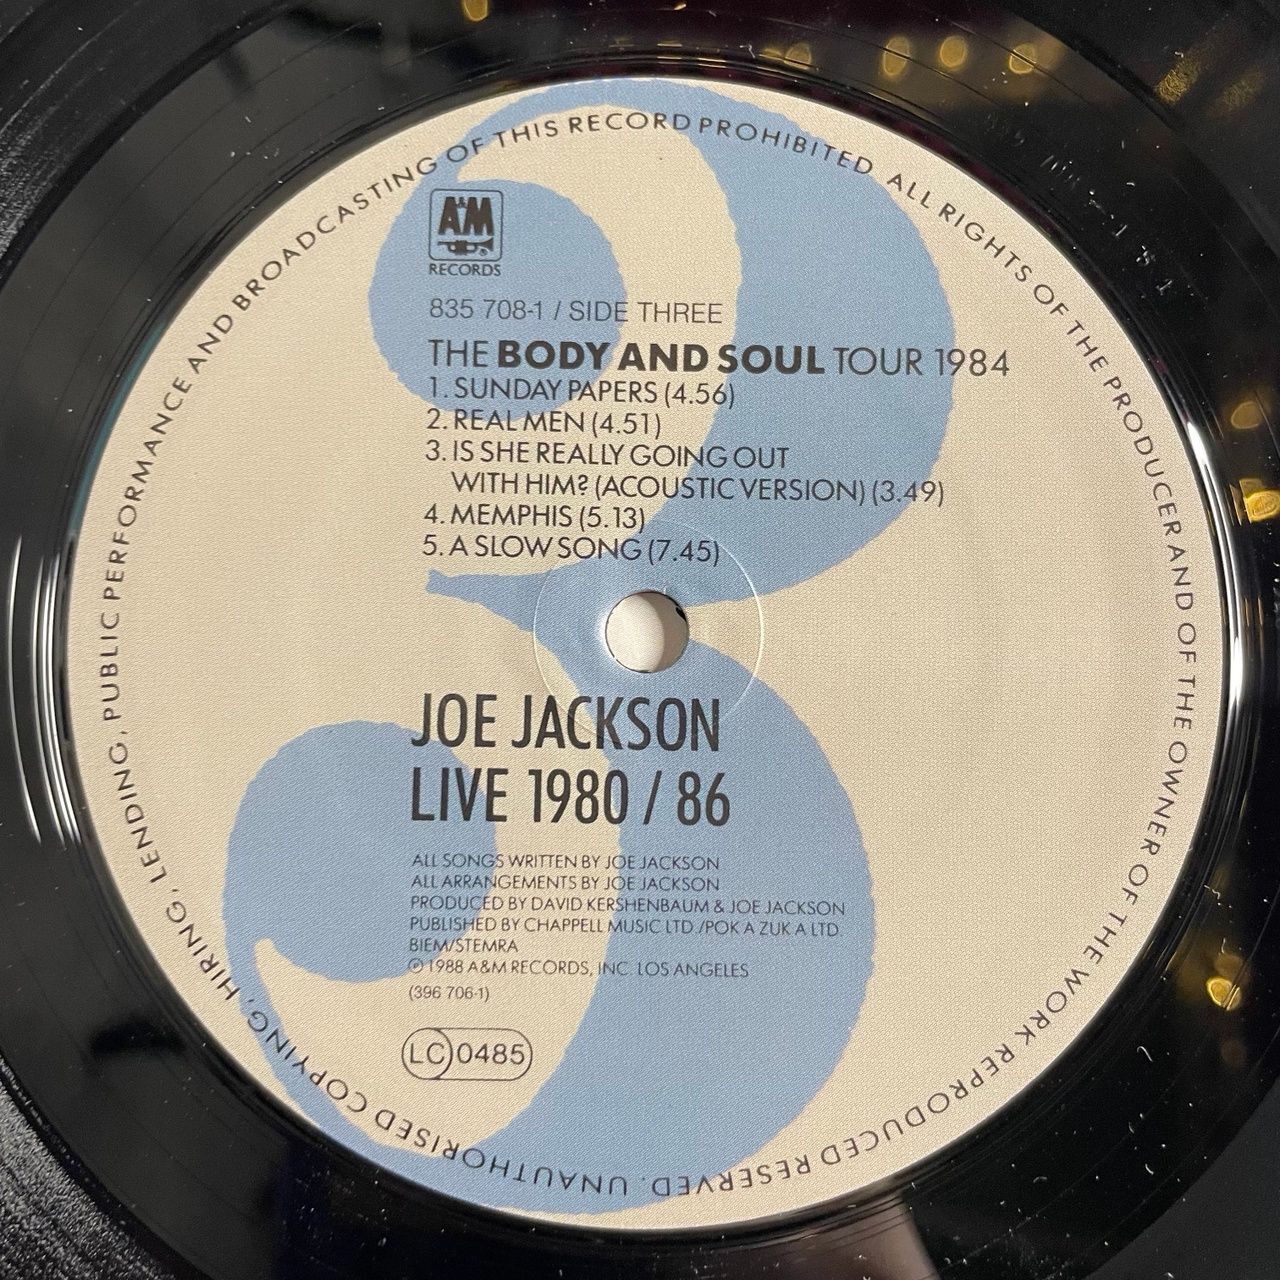 UNAUTHORISED COPYING, HIRING, LENDING, PUBLIC PERFORMANCE AND BROADCASTING OF THIS RECORD PROHIBITED ALL RIGHTS OF THE PRODUCER AND OF THE OWNER OF THE WORK REPRODUCED RESERVED.
A&M
RECORDS
835 708-1 / SIDE THREE
THE BODY AND SOUL TOUR 1984
1. SUNDAY PAPERS (4.56)
2. REAL MEN (4.51)
3. IS SHE REALLY GOING OUT
WITH HIM? (ACOUSTIC VERSION) (3.49)
4. MEMPHIS (5.13)
5. A SLOW SONG (7.45)
JOE JACKSON
LIVE 1980 / 86
ALL SONGS WRITTEN BY JOE JACKSON
ALL ARRANGEMENTS BY JOE JACKSON
PRODUCED BY DAVID KERSHENBAUM & JOE JACKSON
PUBLISHED BY CHAPPELL MUSIC LTD./POK A ZUK A LTD.
BIEM/STEMRA
℗ 1988 A&M RECORDS, INC. LOS ANGELES
(396 706-1)
LC 0485